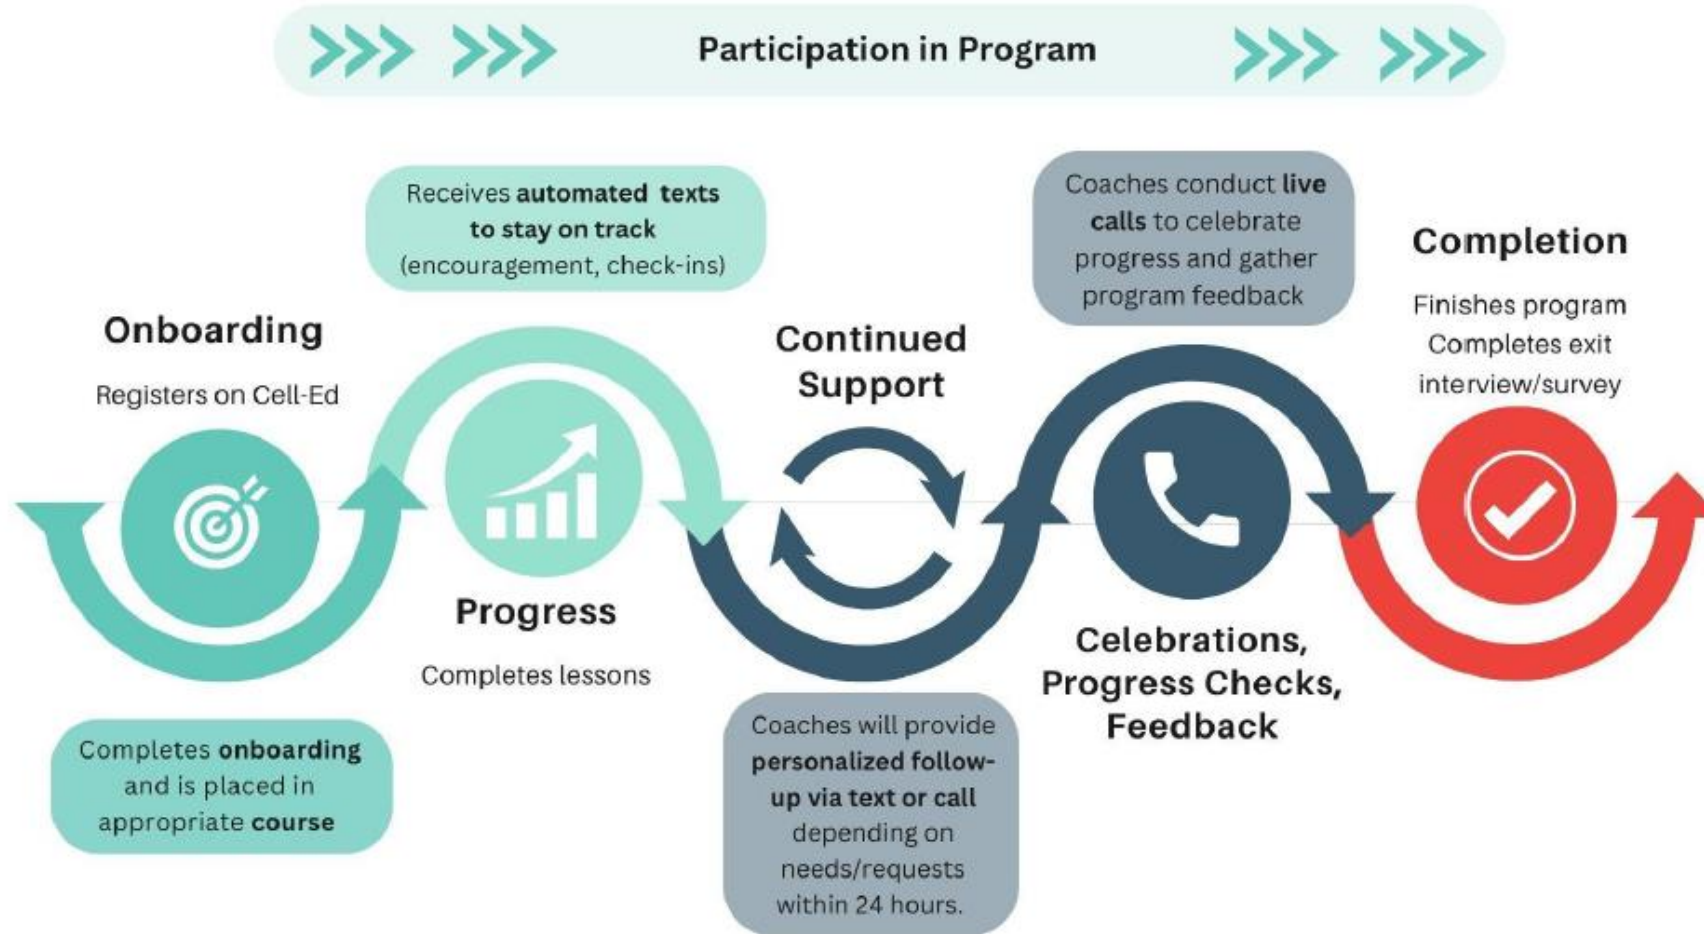 Participation in Program
Onboarding
Registers on Cell-Ed
Completes onboarding
and is placed in
appropriate course
Receives automated texts
to stay on track
(encouragement, check-ins)
Progress
Completes lessons
Continued
Support
Coaches will provide
personalized follow-
up via text or call
depending on
needs/requests
within 24 hours.
Coaches conduct live
calls to celebrate
progress and gather
program feedback
Celebrations,
Progress Checks,
Feedback
Completion
Finishes program
Completes exit
interview/survey